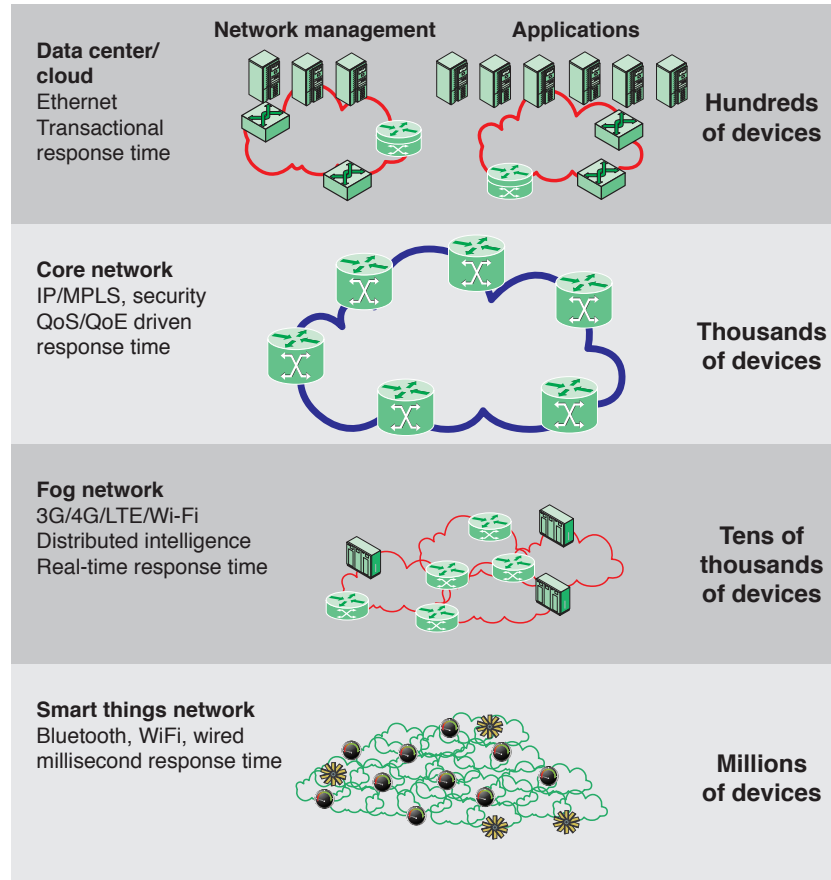 Network management
Applications
Data center/
cloud
Ethernet
Transactional
response time
Hundreds
of devices
Core network
IP/MPLS, security
QoS/QoE driven
response time
Thousands
of devices
Fog network
3G/4G/LTE/Wi-Fi
Distributed intelligence
Real-time response time
Tens of
thousands
of devices
Smart things network
Bluetooth, WiFi, wired
millisecond response time
Millions
of devices